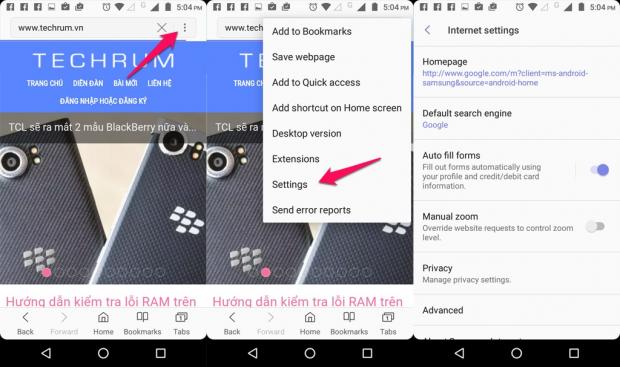 5:04 PM
www.techrum.vn
TECHRUM
TRANG CHỦ DIỄN ĐÀN BÀI MỚI LIÊN HỆ
ĐĂNG NHẬP HOẶC ĐĂNG KÝ
TCL sẽ ra mắt 2 mẫu BlackBerry nữa và...
Hướng dẫn kiểm tra lỗi RAM trên
Back Forward Home Bookmarks Tabs
5:04 PM
www.techrum.vn
Add to Bookmarks
Save webpage
Add to Quick access
Add shortcut on Home screen
Desktop version
Extensions
Settings
Send error reports
TRANG CHỦ
TCL sẽ ra
Hướng dẫn kiểm tra lỗi RAM trên
Back Forward Home Bookmarks Tabs
5:04 PM
Internet settings
Homepage
http://www.google.com/m?client=ms-android-
samsung&source=android-home
Default search engine
Google
Auto fill forms
Fill out forms automatically using
your profile and credit/debit card
information.
Manual zoom
Override website requests to control zoom
level.
Privacy
Manage privacy settings.
Advanced